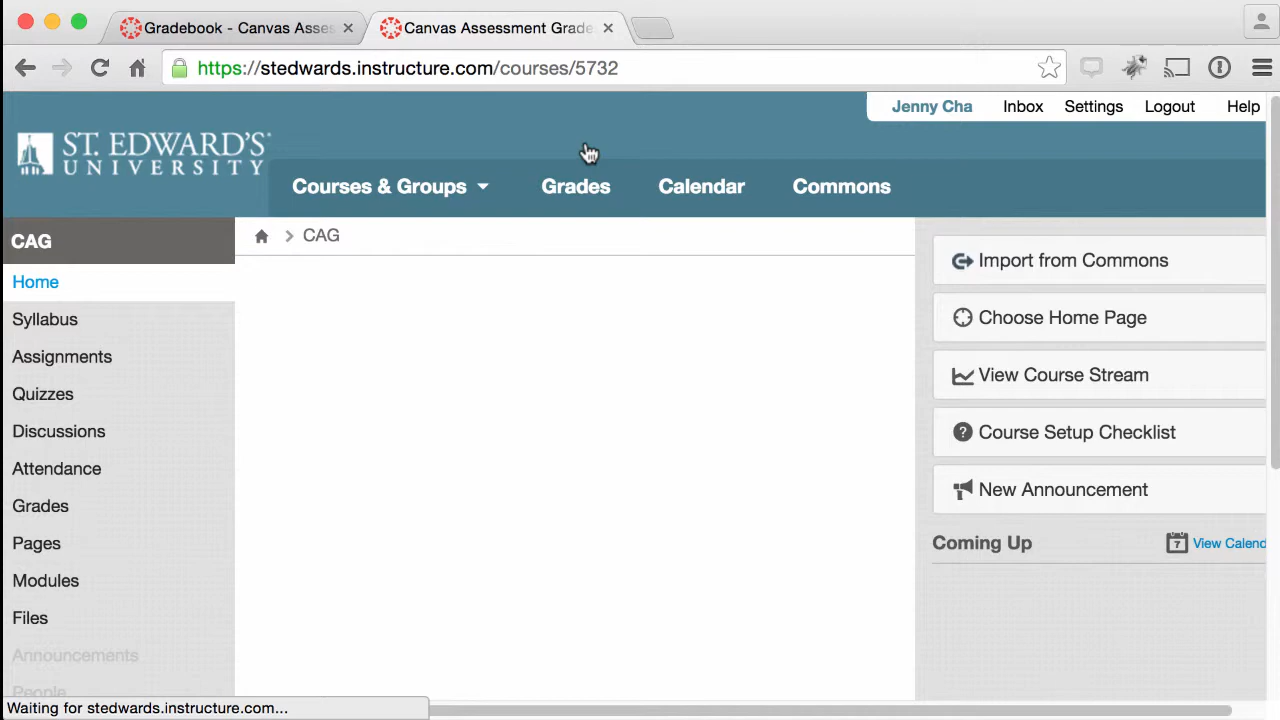 Gradebook - Canvas Asses
Canvas Assessment Grade
https://stedwards.instructure.com/courses/5732
Jenny Cha
Inbox
Settings
Logout
Help
ST. EDWARD'S
UNIVERSITY
Courses & Groups
Grades
Calendar
Commons
CAG
CAG
Home
Syllabus
Assignments
Quizzes
Discussions
Attendance
Grades
Pages
Modules
Files
Announcements
People
Import from Commons
Choose Home Page
View Course Stream
Course Setup Checklist
New Announcement
Coming Up
7
View Calend
Waiting for stedwards.instructure.com...